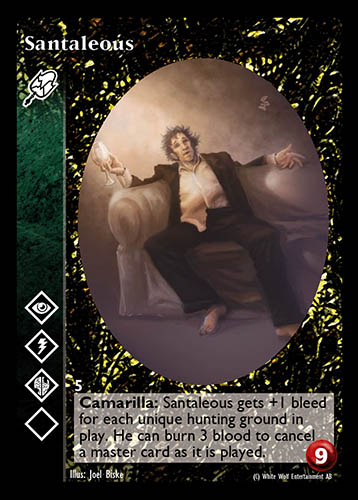 Santaleous
5
Camarilla: Santaleous gets +1 bleed
for each unique hunting ground in
play. He can burn 3 blood to cancel
a master card as it is played.
9
Illus: Joel Biske
(C) White Wolf Entertainment AB